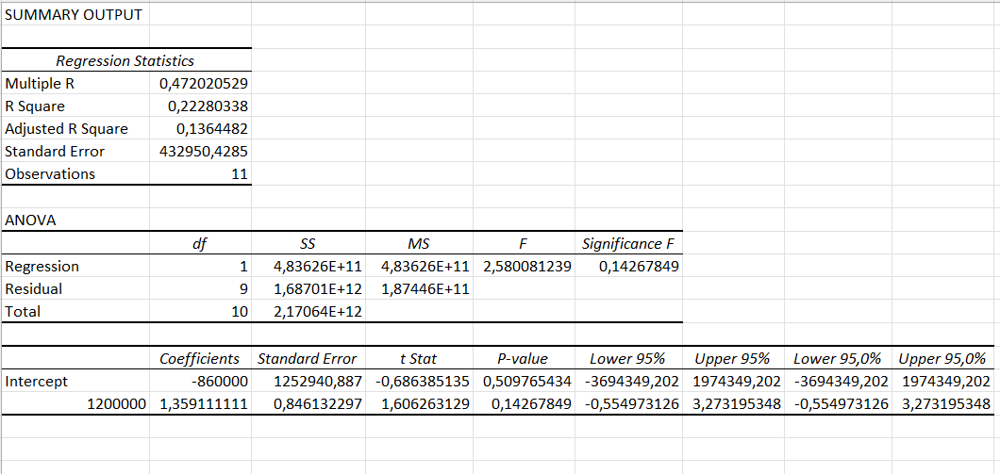 SUMMARY OUTPUT
Regression Statistics
Multiple R 0,472020529
R Square 0,22280338
Adjusted R Square 0,1364482
Standard Error 432950,4285
Observations 11
ANOVA
df SS MS F Significance F
Regression 1 4,83626E+11 4,83626E+11 2,580081239 0,14267849
Residual 9 1,68701E+12 1,87446E+11
Total 10 2,17064E+12
Coefficients Standard Error t Stat P-value Lower 95% Upper 95% Lower 95,0% Upper 95,0%
Intercept -860000 1252940,887 -0,686385135 0,509765434 -3694349,202 1974349,202 -3694349,202 1974349,202
1200000 1,359111111 0,846132297 1,606263129 0,14267849 -0,554973126 3,273195348 -0,554973126 3,273195348